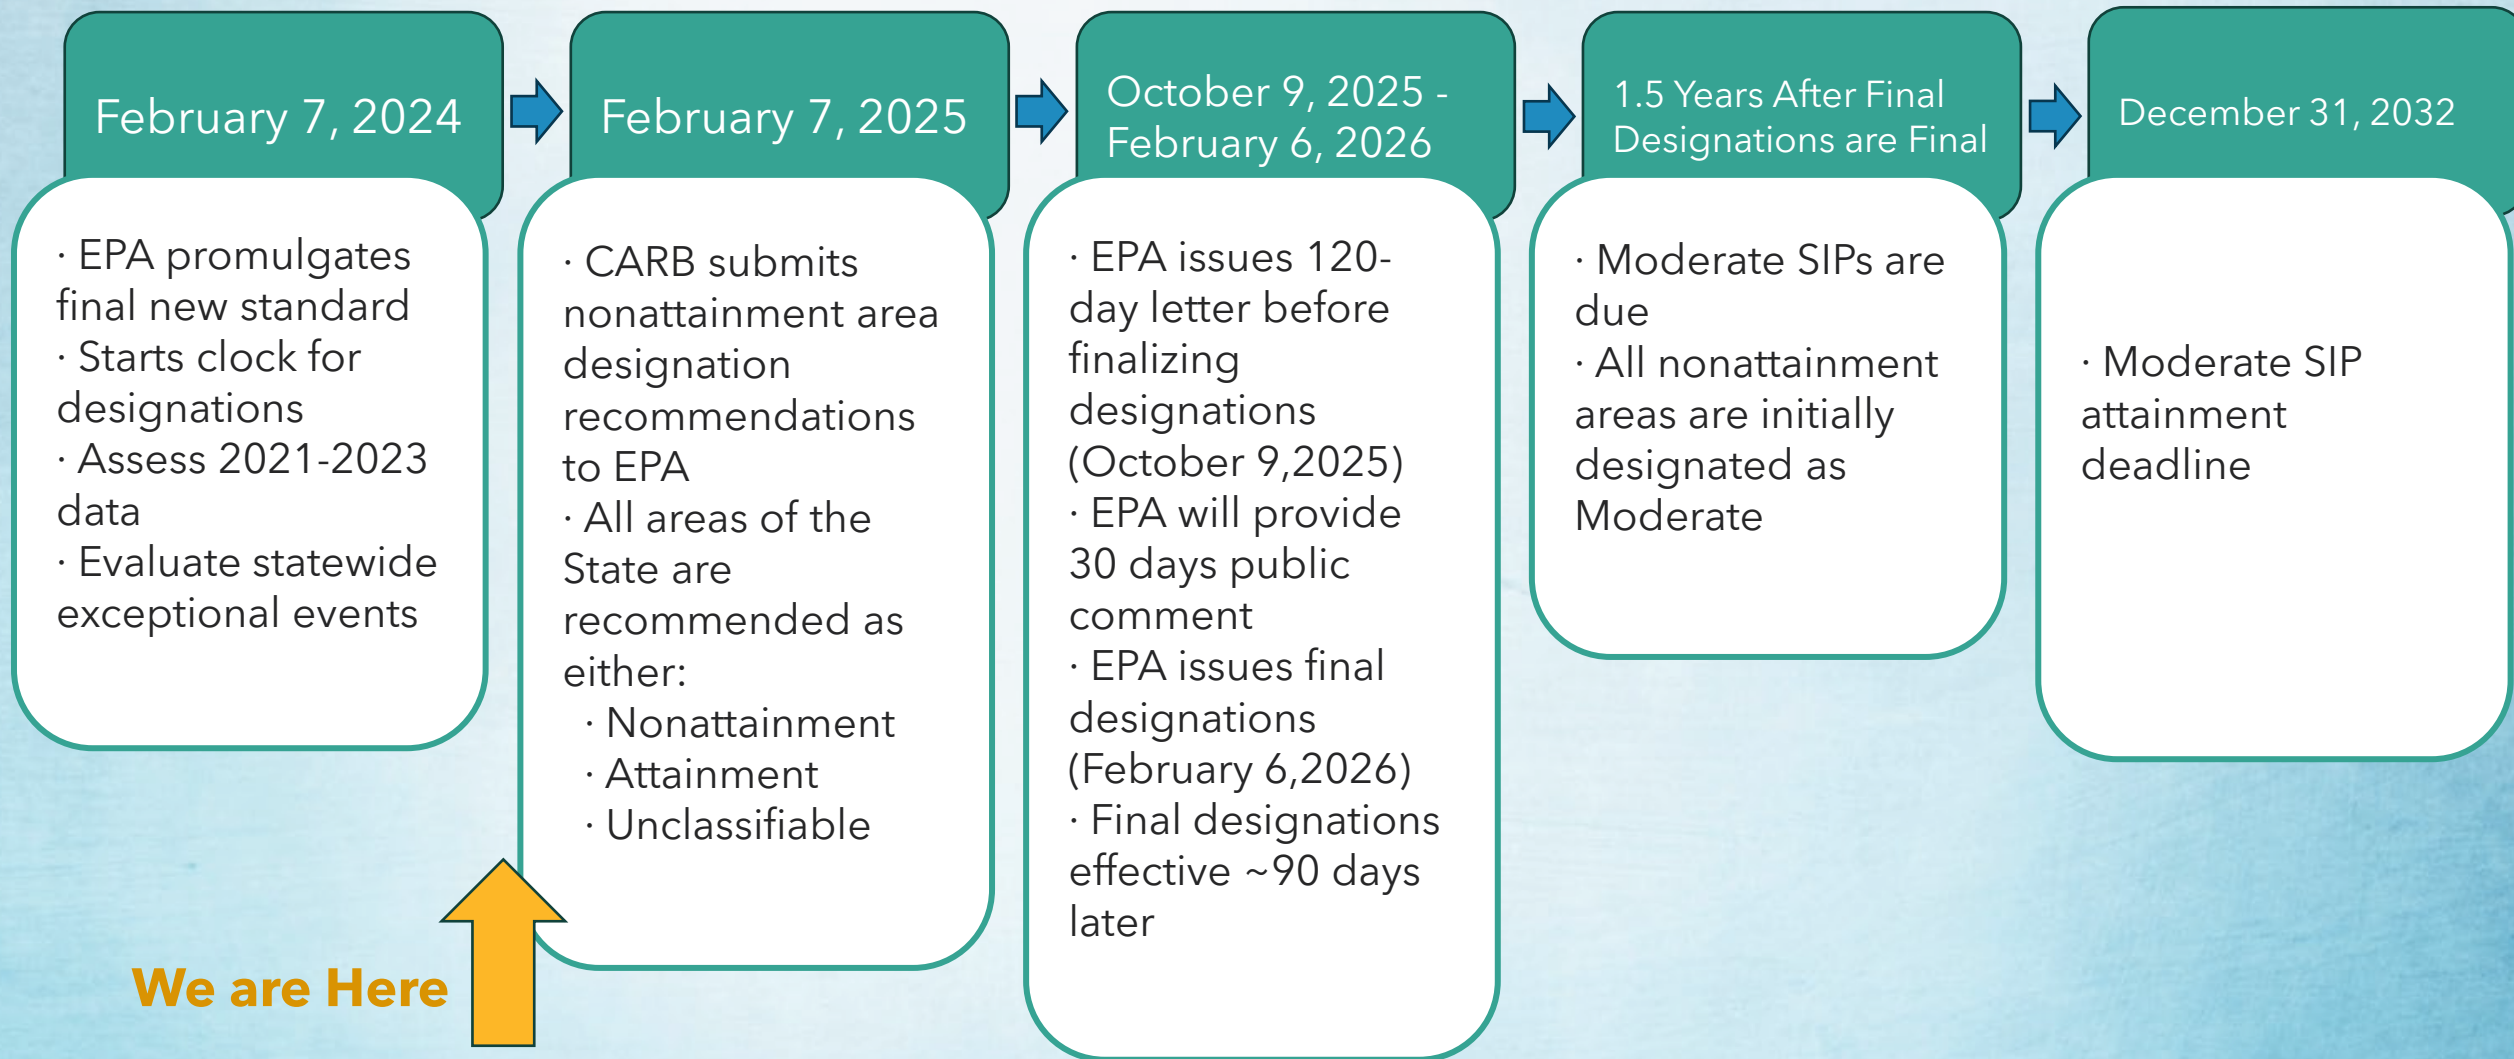 February 7, 2024
· EPA promulgates
final new standard
· Starts clock for
designations
· Assess 2021-2023
data
· Evaluate statewide
exceptional events
February 7, 2025
· CARB submits
nonattainment area
designation
recommendations
to EPA
· All areas of the
State are
recommended as
either:
· Nonattainment
· Attainment
· Unclassifiable
October 9, 2025 -
February 6, 2026
· EPA issues 120-
day letter before
finalizing
designations
(October 9,2025)
· EPA will provide
30 days public
comment
· EPA issues final
designations
(February 6,2026)
· Final designations
effective ~90 days
later
1.5 Years After Final
Designations are Final
· Moderate SIPs are
due
· All nonattainment
areas are initially
designated as
Moderate
December 31, 2032
· Moderate SIP
attainment
deadline
We are Here